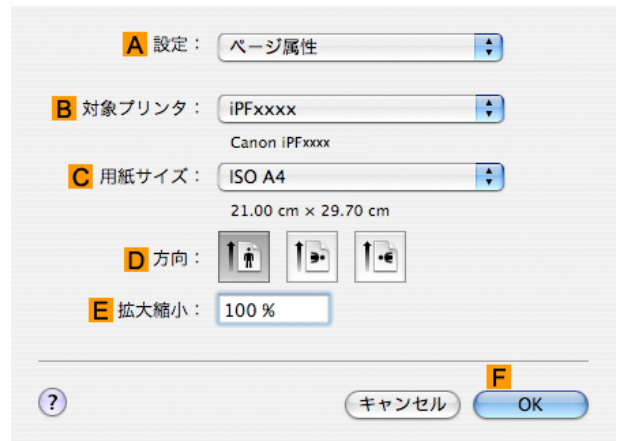 A 設定： ページ属性
B 対象プリンタ： iPFxxxx
Canon iPFxxxx
C 用紙サイズ： ISO A4
21.00 cm × 29.70 cm
D 方向：
E 拡大縮小： 100 %
F
? キャンセル OK